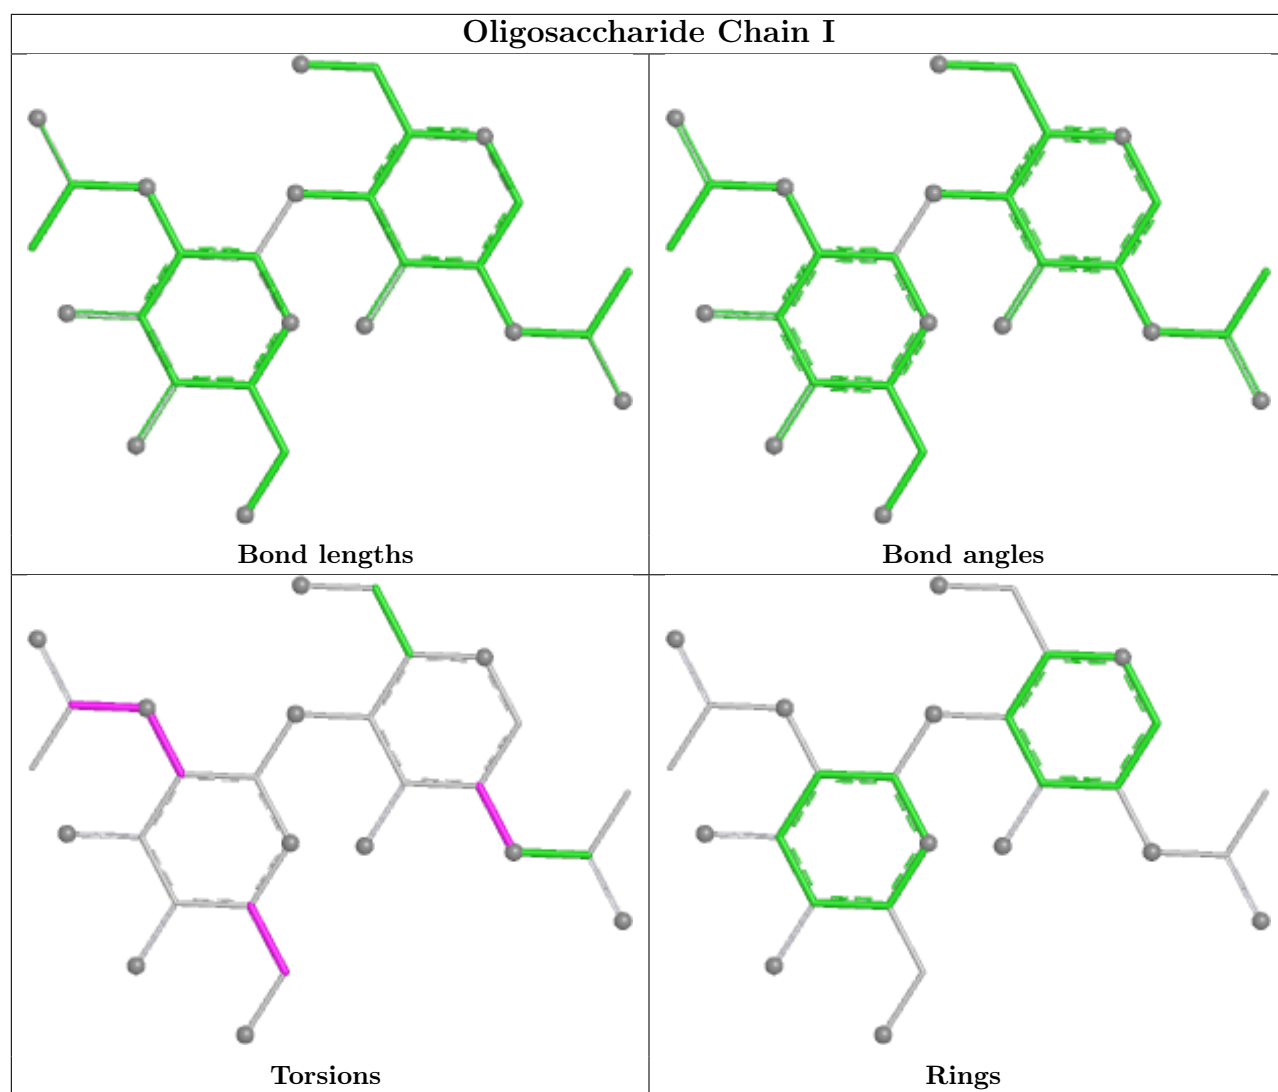 Oligosaccharide Chain I
Bond lengths
Bond angles
Torsions
Rings